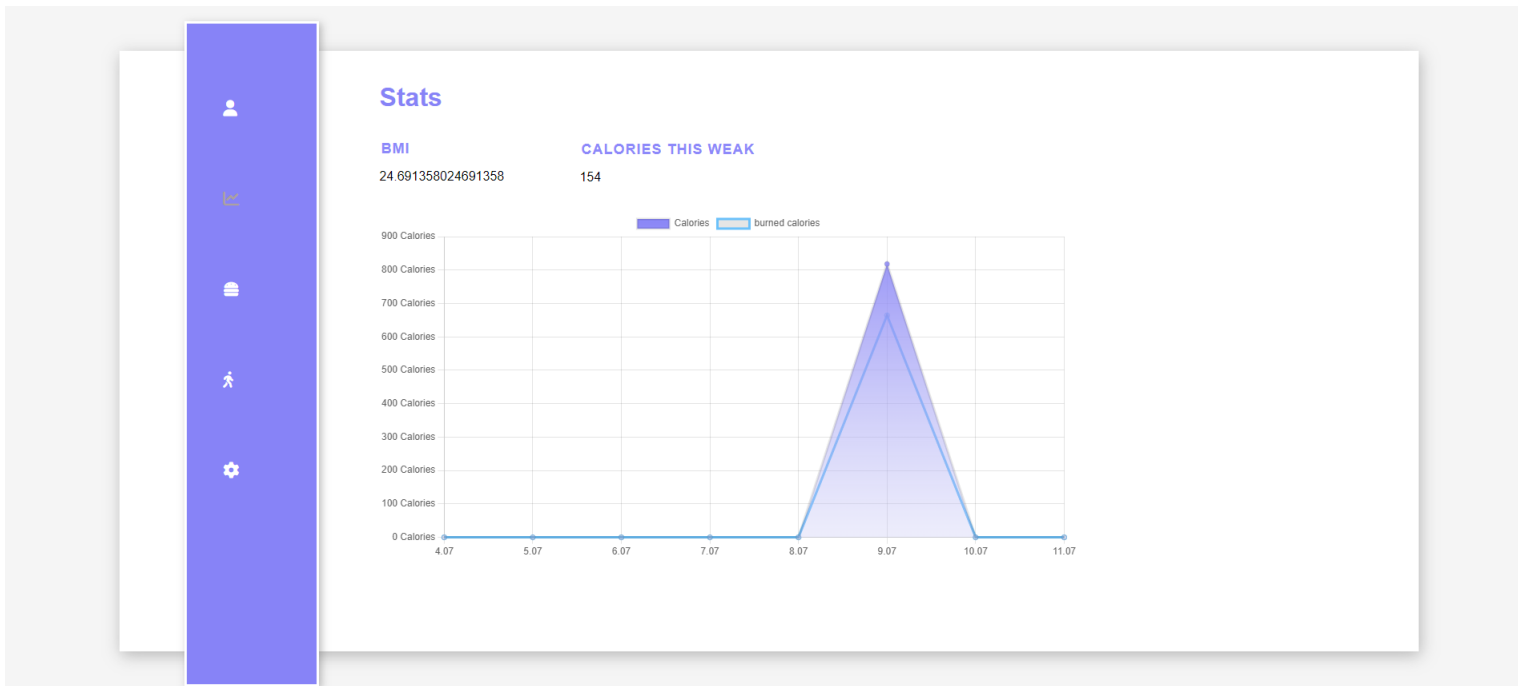 Stats
BMI
CALORIES THIS WEAK
24.691358024691358
154
Calories
burned calories
900 Calories
800 Calories
700 Calories
600 Calories
500 Calories
400 Calories
300 Calories
200 Calories
100 Calories
0 Calories
4.07 5.07 6.07 7.07 8.07 9.07 10.07 11.07